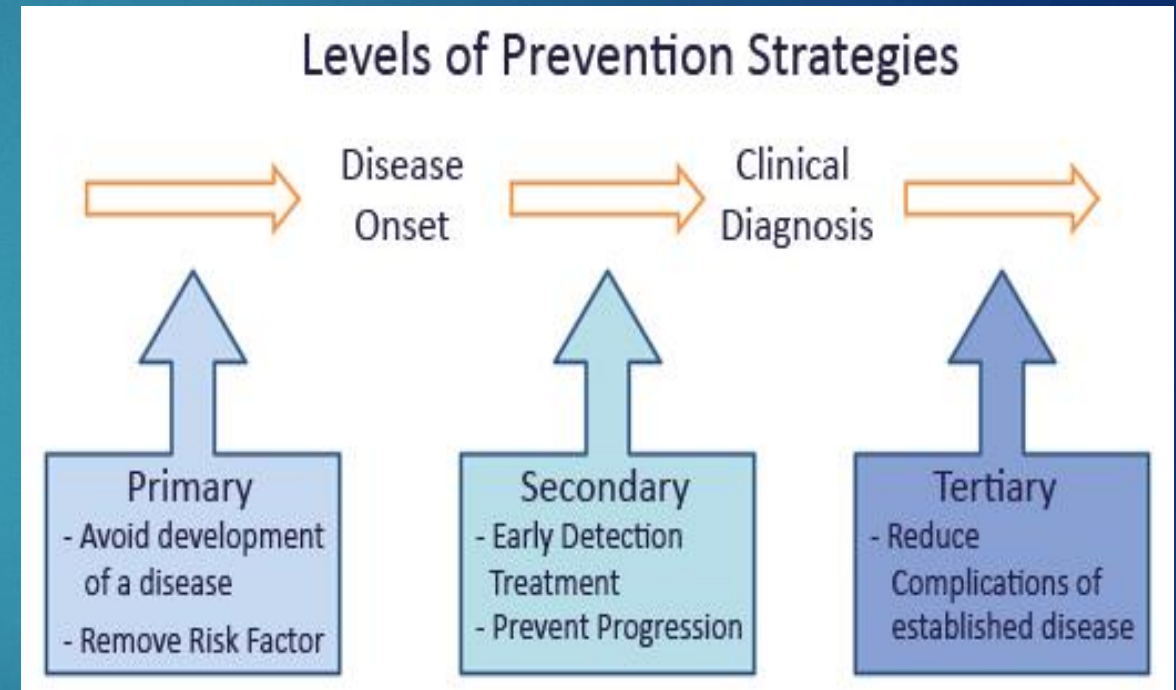 Levels of Prevention Strategies
Disease
Onset
Clinical
Diagnosis
Primary
- Avoid development
of a disease
- Remove Risk Factor
Secondary
- Early Detection
Treatment
- Prevent Progression
Tertiary
- Reduce
Complications of
established disease